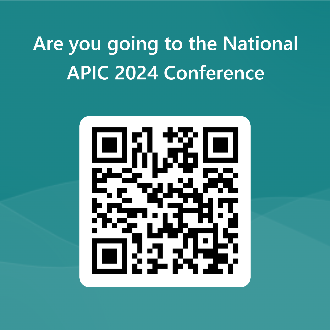 Are you going to the National
APIC 2024 Conference